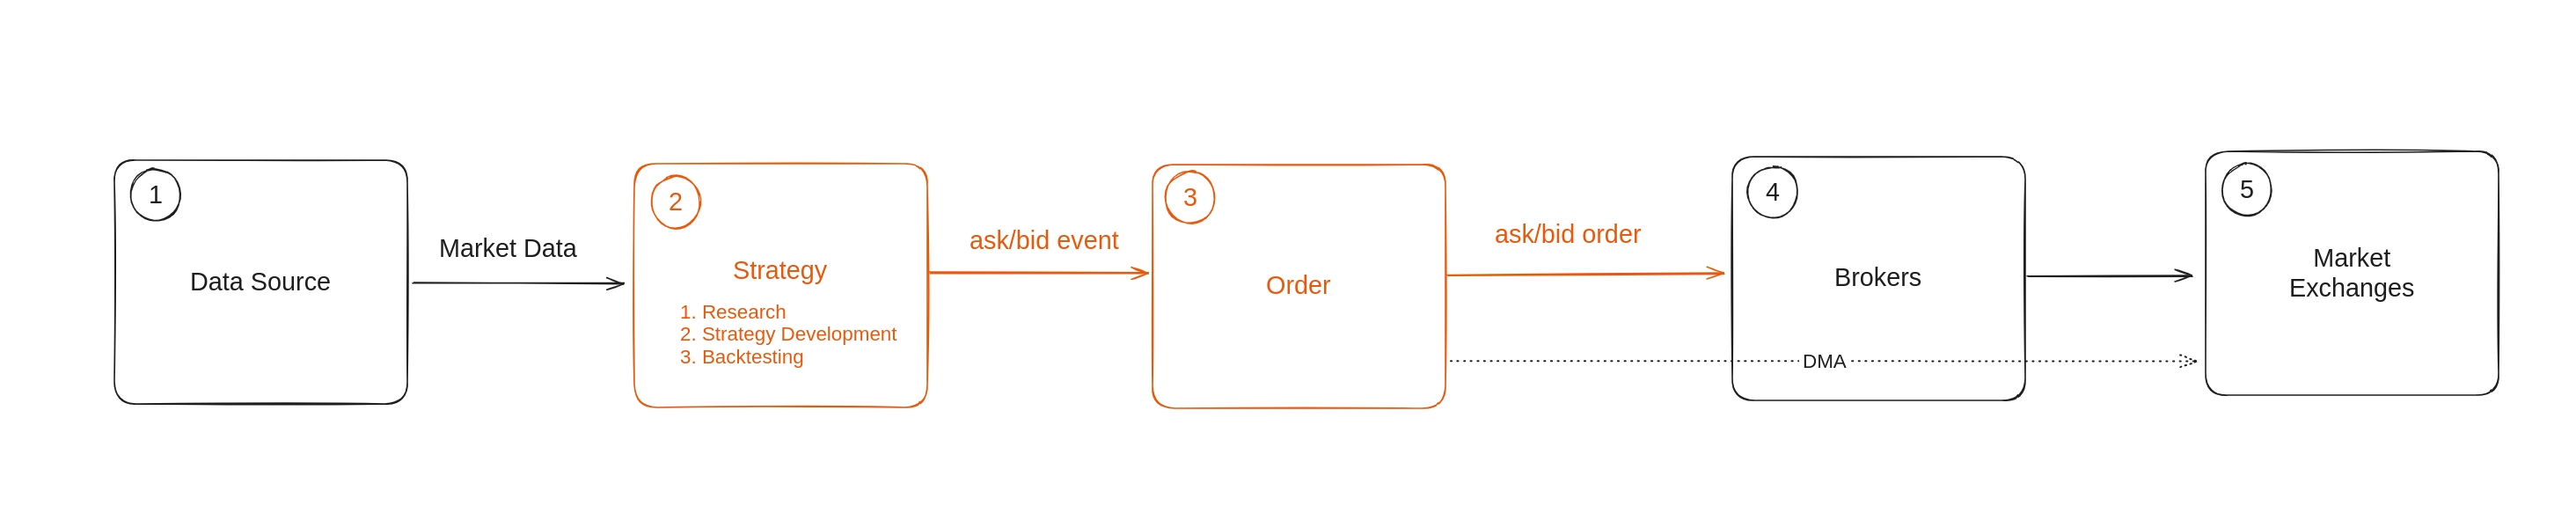 1
Data Source
Market Data
2
Strategy
1. Research
2. Strategy Development
3. Backtesting
ask/bid event
3
Order
ask/bid order
4
Brokers
DMA
5
Market
Exchanges